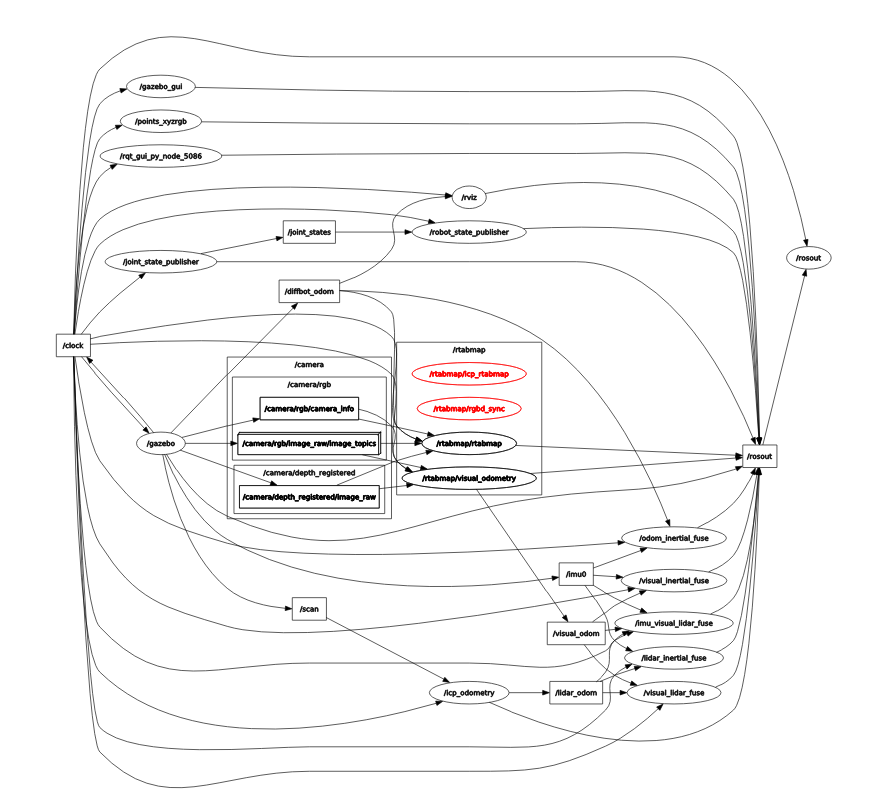 /gazebo_gui
/points_xyzrgb
/rqt_gui_py_node_5086
/rviz
/joint_states
/robot_state_publisher
/joint_state_publisher
/rosout
/diffbot_odom
/clock
/rtabmap
/camera
/rtabmap/icp_rtabmap
/camera/rgb
/camera/rgb/camera_info
/rtabmap/rgbd_sync
/gazebo
/camera/rgb/image_raw/image_topics
/rtabmap/rtabmap
/rosout
/camera/depth_registered
/rtabmap/visual_odometry
/camera/depth_registered/image_raw
/odom_inertial_fuse
/imu0
/visual_inertial_fuse
/scan
/imu_visual_lidar_fuse
/visual_odom
/lidar_inertial_fuse
/icp_odometry
/lidar_odom
/visual_lidar_fuse